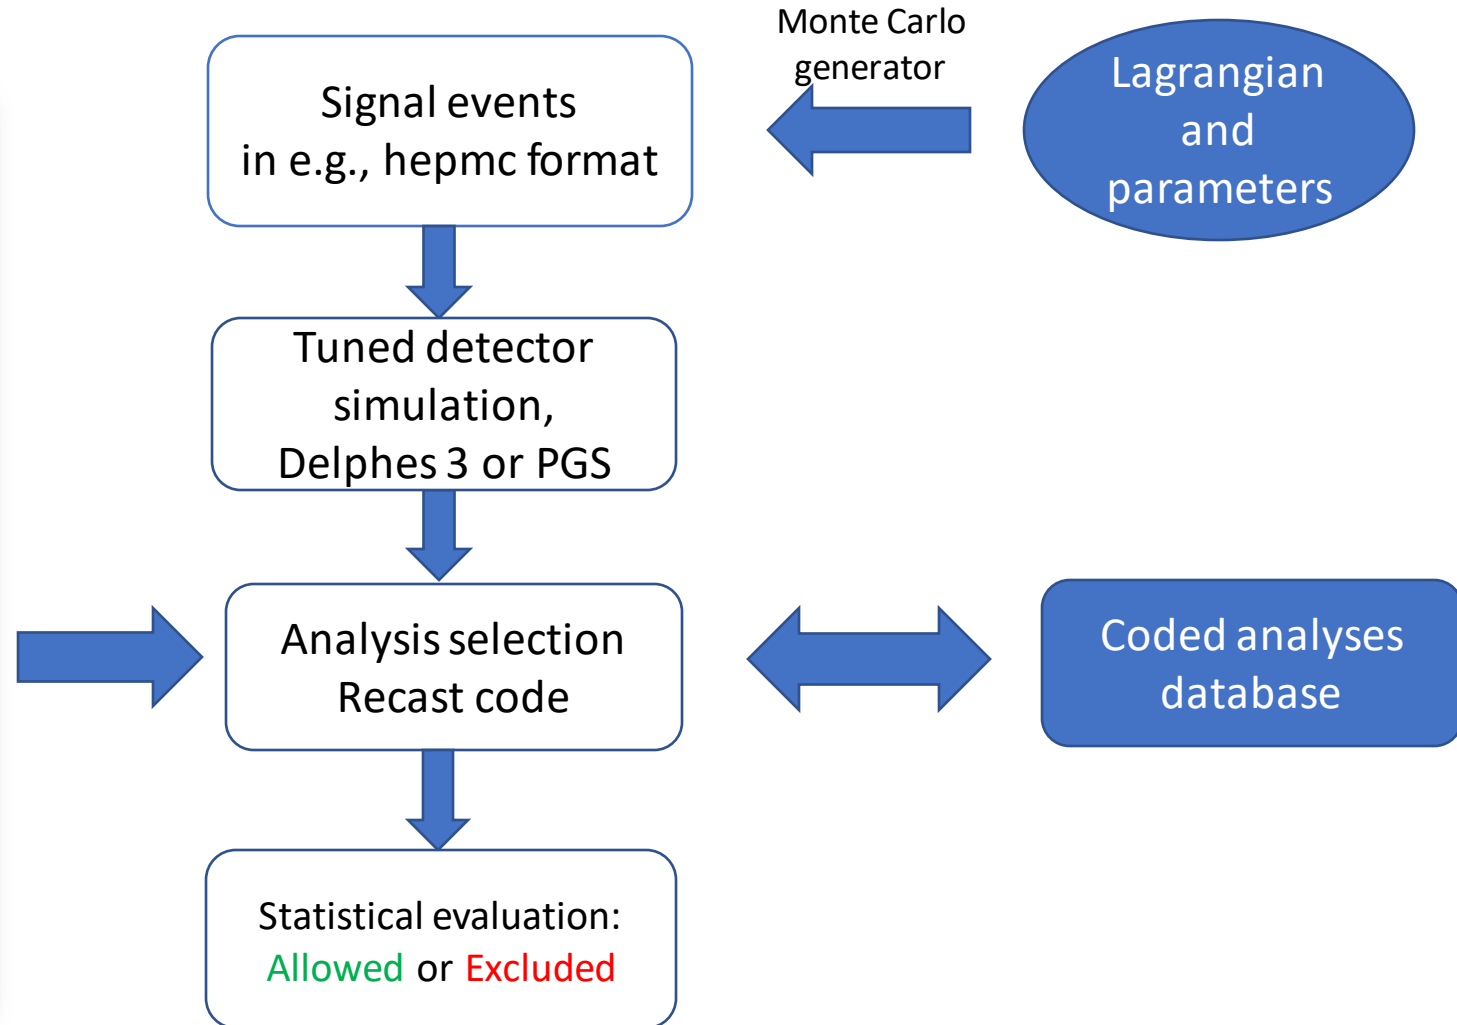 Monte Carlo
generator
Signal events
in e.g., hepmc format
Lagrangian
and
parameters
Tuned detector
simulation,
Delphes 3 or PGS
Analysis selection
Recast code
Coded analyses
database
Statistical evaluation:
Allowed or Excluded